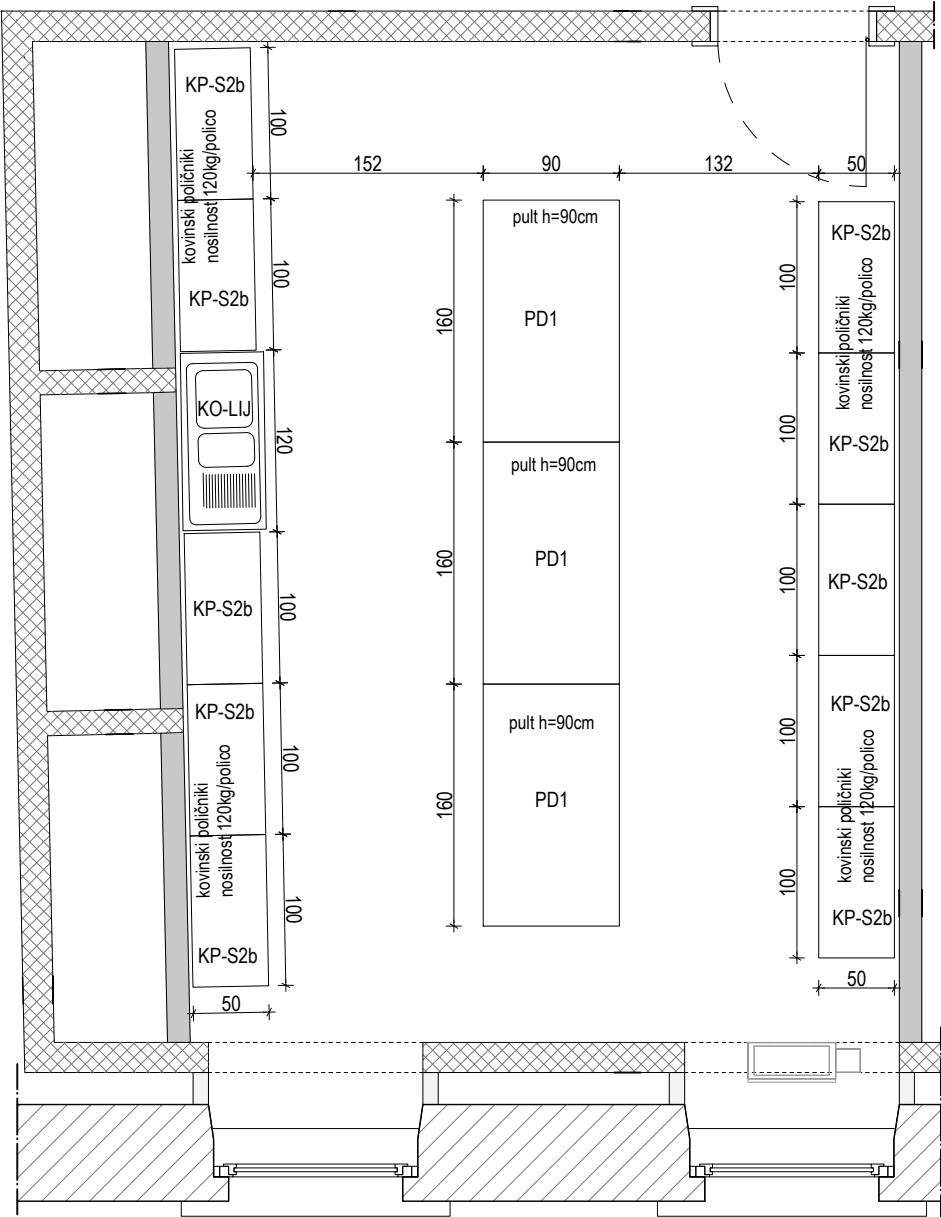 KP-S2b
kovinski poličniki
nosilnost 120kg/polico
KP-S2b
100
100
152
90
132
50
pult h=90cm
PD1
160
KP-S2b
kovinski poličniki
nosilnost 120kg/polico
KP-S2b
100
100
KO-LIJ
120
pult h=90cm
PD1
160
KP-S2b
100
KP-S2b
100
KP-S2b
kovinski poličniki
nosilnost 120kg/polico
KP-S2b
100
100
pult h=90cm
PD1
160
KP-S2b
kovinski poličniki
nosilnost 120kg/polico
KP-S2b
100
100
50
50